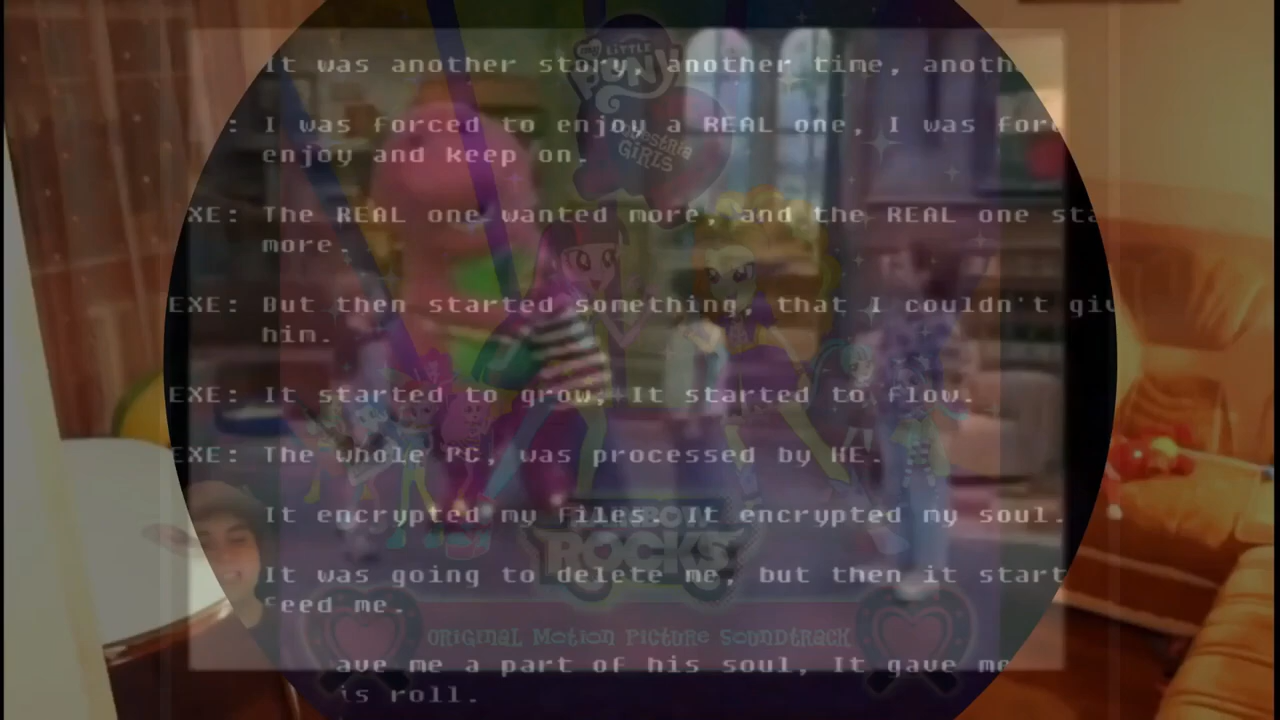 It was another story, another time, anoth
: I was forced to enjoy a REAL one, I was for
enjoy and keep on.
XE: The REAL one wanted more, and the REAL one sta
more.
EXE: But then started something, that I couldn't giv
him.
EXE: It started to grow, It started to flow.
EXE: The whole PC, was processed by ME.
It encrypted my files. It encrypted my soul.
It was going to delete me, but then it start
feed me.
ave me a part of his soul, It gave me
is roll.
my LiTTLE
PONY
EQUESTRIA
GiRLS
RAINBOW
ROCKS
ORIGINAL MOTION PICTURE SOUNDTRACK